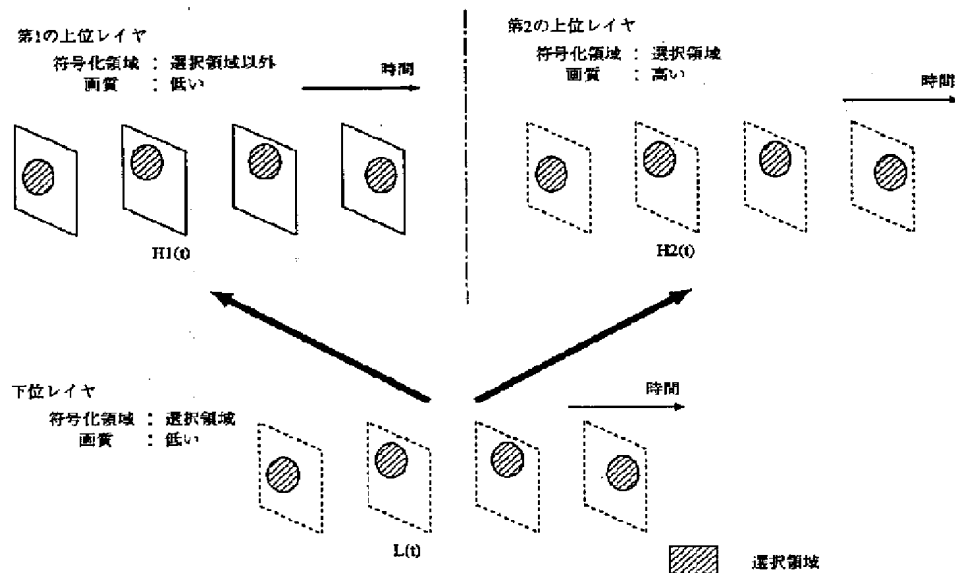 第1の上位レイヤ
符号化領域 : 選択領域以外
画質 : 低い
時間
H1(t)
第2の上位レイヤ
符号化領域 : 選択領域
画質 : 高い
時間
H2(t)
下位レイヤ
符号化領域 : 選択領域
画質 : 低い
時間
L(t)
選択領域